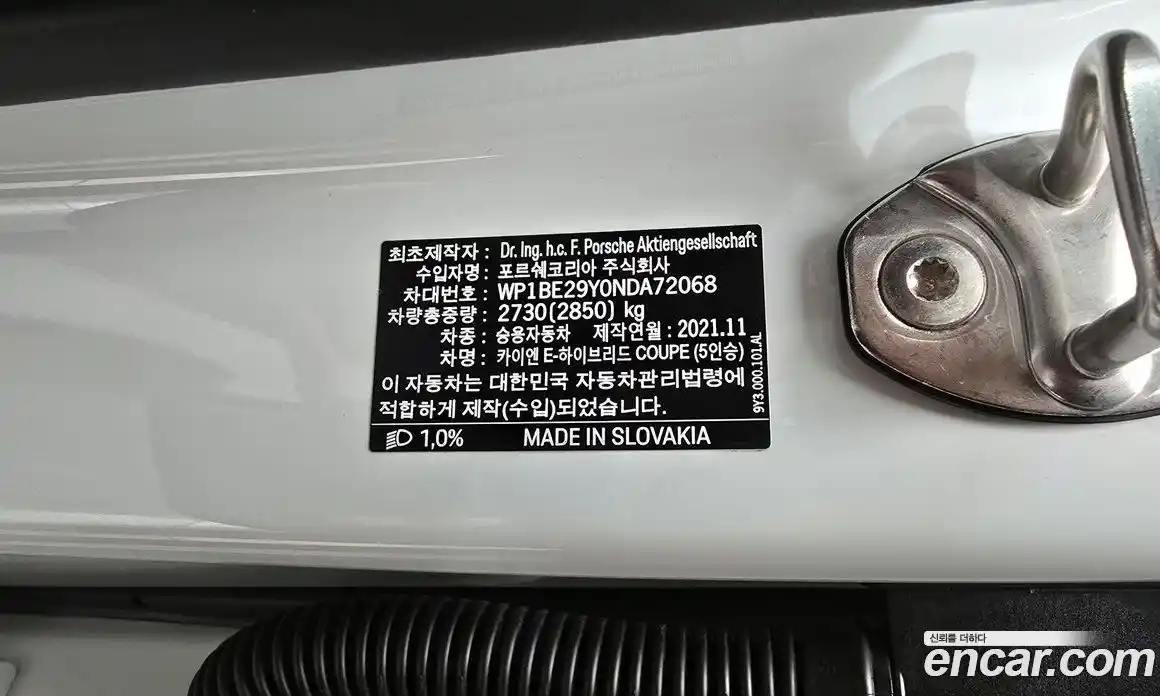 최초제작자 : Dr. Ing. h.c. F. Porsche Aktiengesellschaft
수입자명 : 포르쉐코리아 주식회사
차대번호 : WP1BE29Y0NDA72068
차량총중량 : 2730(2850) kg
차종 : 승용자동차 제작연월 : 2021.11
차명 : 카이엔 E-하이브리드 COUPE (5인승)
이 자동차는 대한민국 자동차관리법령에
적합하게 제작(수입)되었습니다.
1,0% MADE IN SLOVAKIA
9Y3.000.101.AL
신뢰를 더하다
encar.com